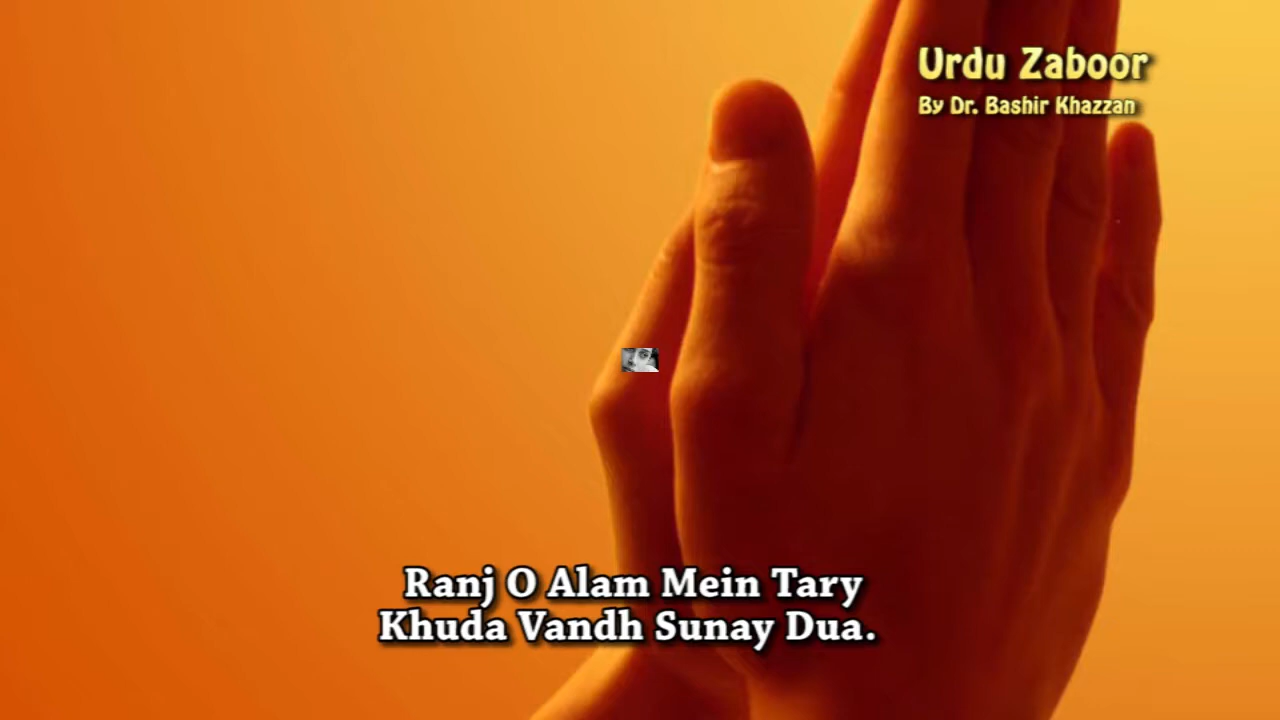 Urdu Zaboor
By Dr. Bashir Khazzan
Ranj O Alam Mein Tary
Khuda Vandh Sunay Dua.